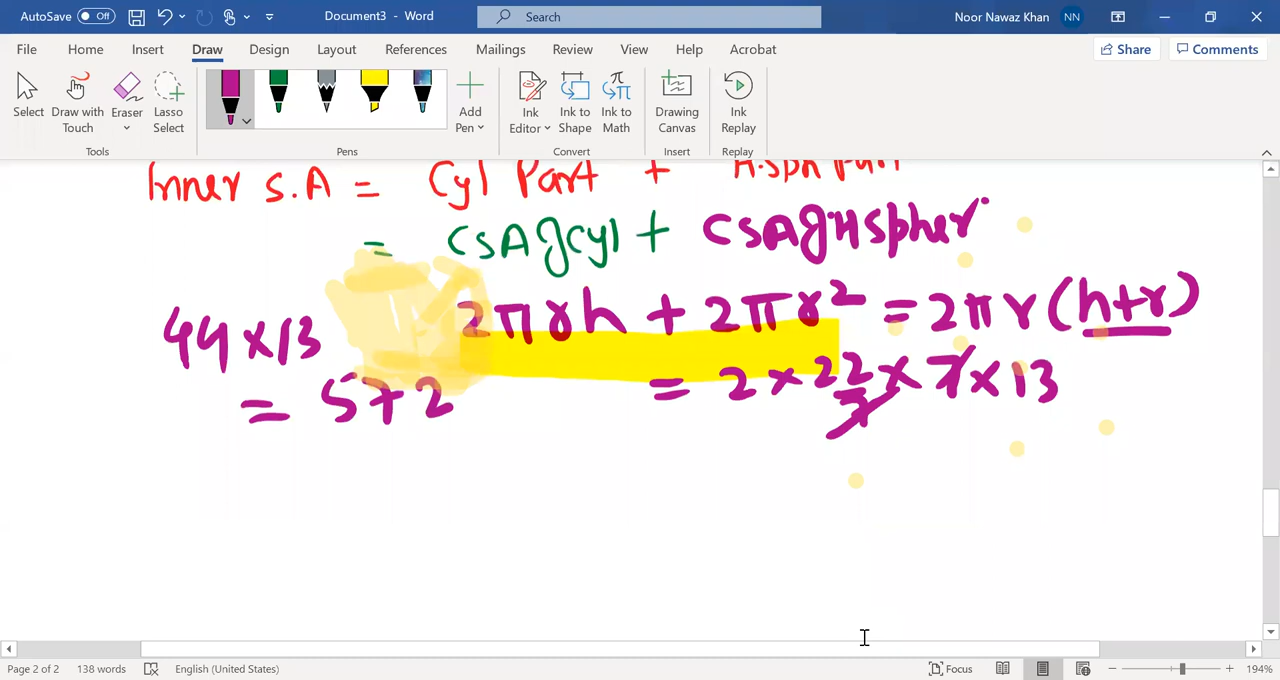 AutoSave Off Document3 - Word Search Noor Nawaz Khan NN
File Home Insert Draw Design Layout References Mailings Review View Help Acrobat Share Comments
Select Draw with Touch Eraser Lasso Select Add Pen Ink Editor Ink to Shape Ink to Math Drawing Canvas Ink Replay
Tools Pens Convert Insert Replay
Inner S.A = Cyl Part + H.Sph Part
= CSA of Cyl + CSA of H Spher
2πrh + 2πr² = 2πr(h+r)
44×13 = 2×22/7×7×13
= 572
Page 2 of 2 138 words English (United States) Focus 194%